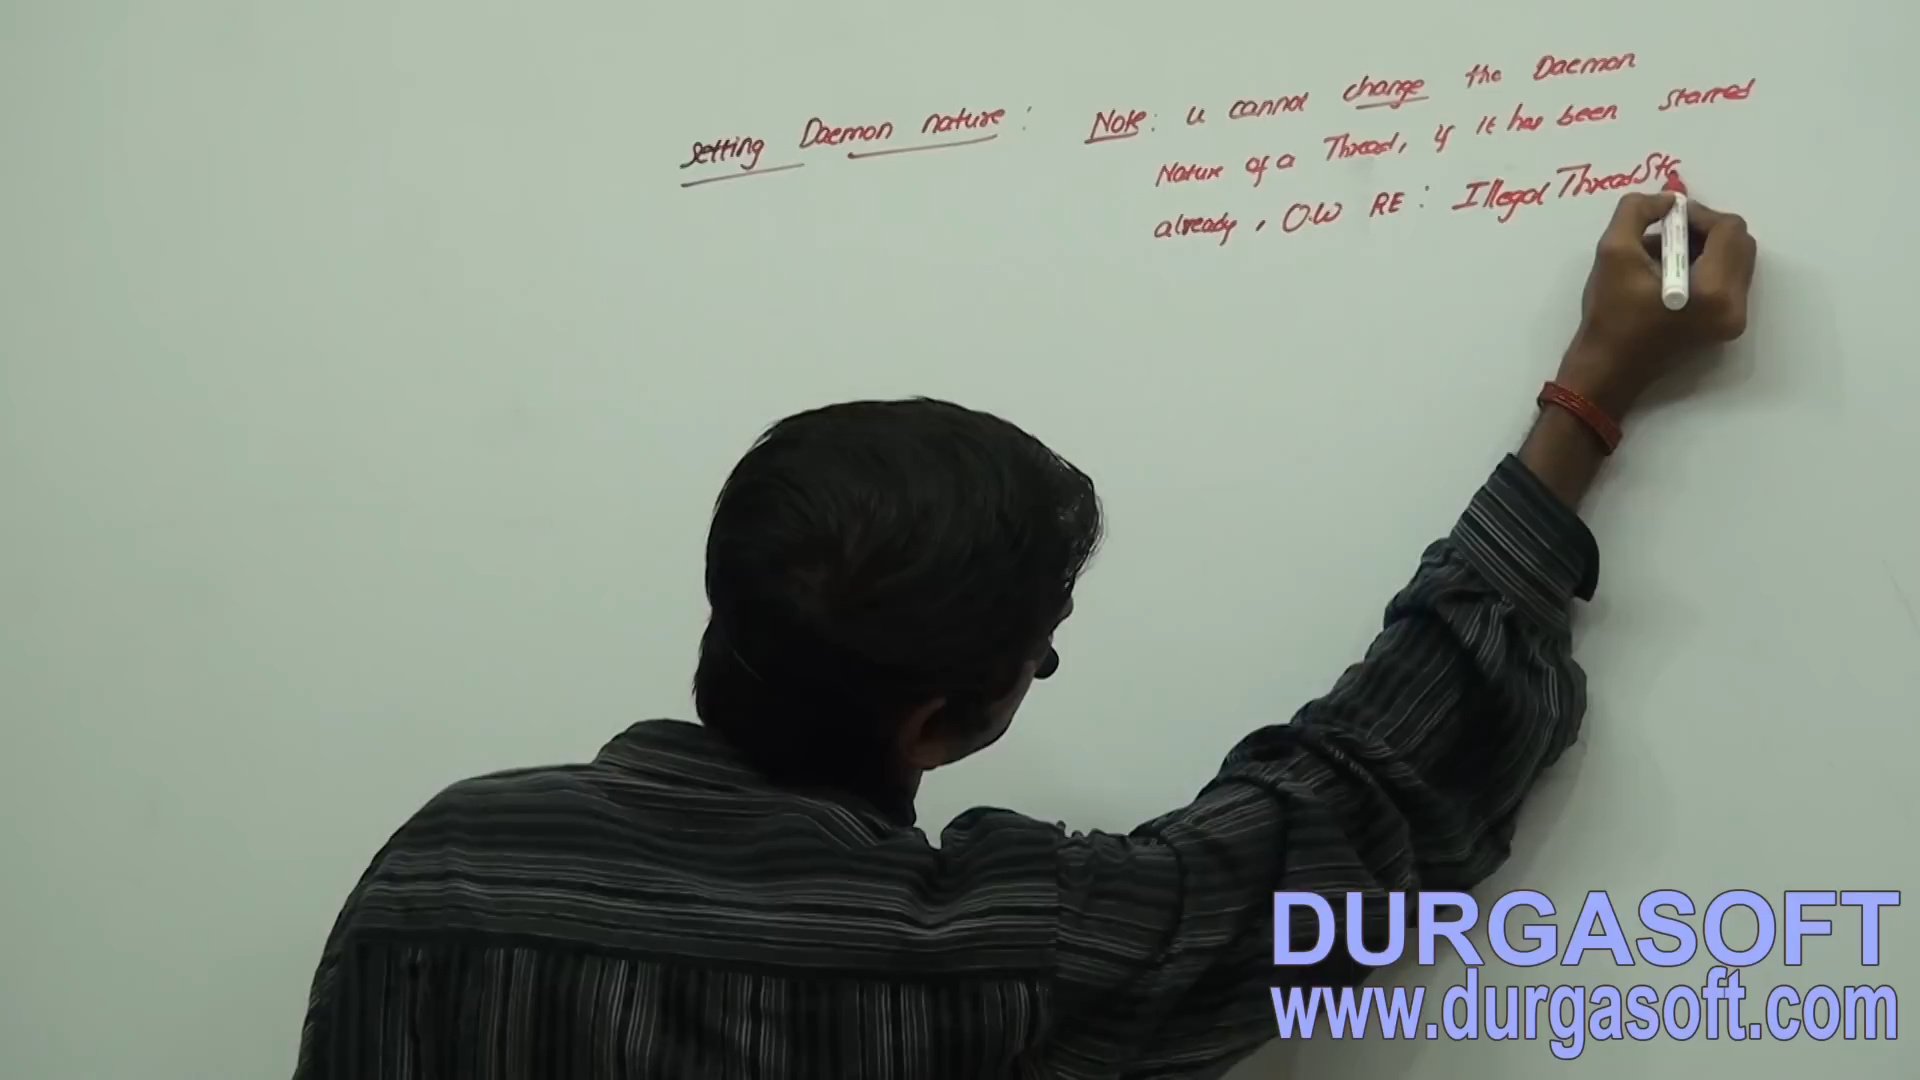 Setting Daemon nature :
Note : u cannot change the Daemon
Nature of a Thread, if it has been started
already, O.W RE : IllegalThreadSta
DURGASOFT
www.durgasoft.com